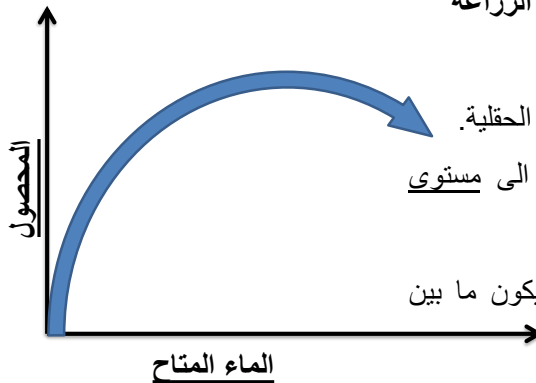 الزراعة
الحقلية.
الى مستوى
يكون ما بين
المحصول
الماء المتاح